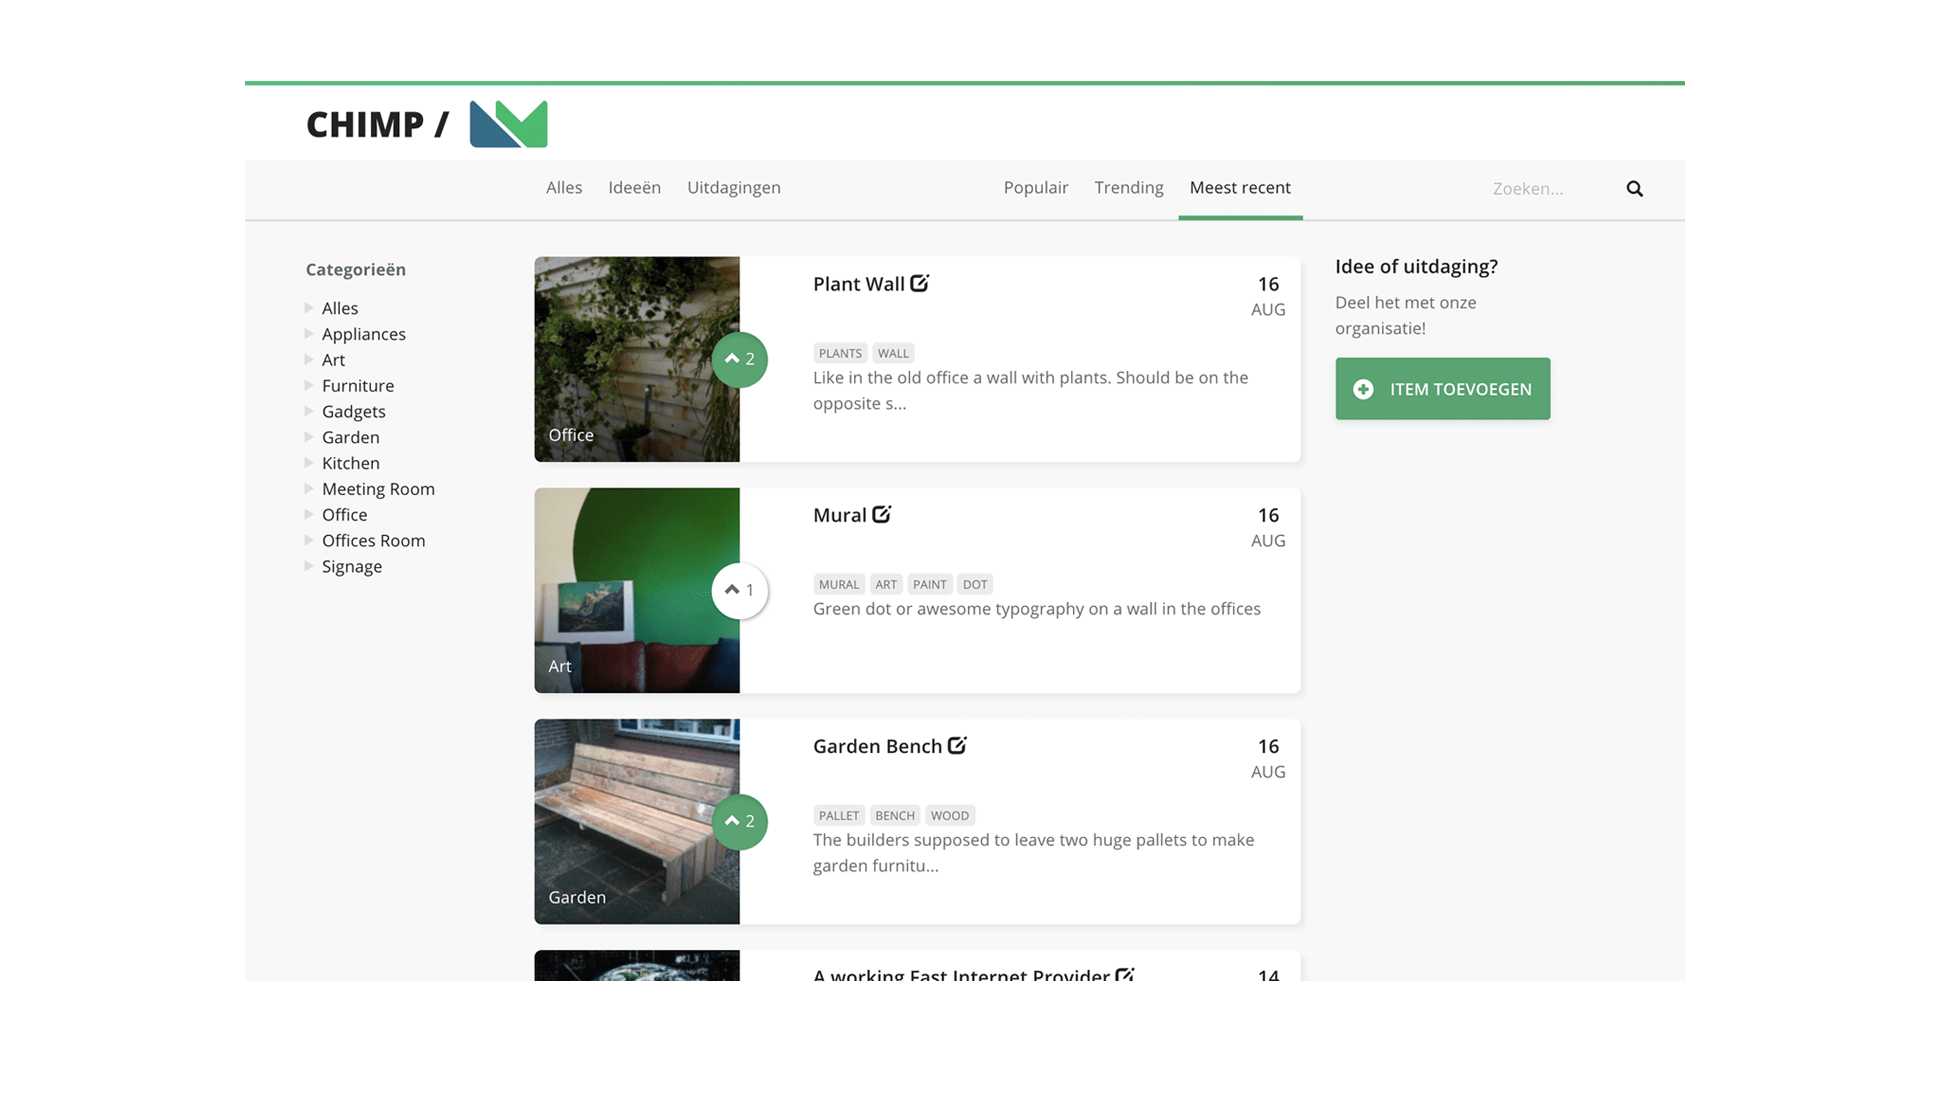 CHIMP /
Alles Ideeën Uitdagingen Populair Trending Meest recent Zoeken...
Categorieën
Alles
Appliances
Art
Furniture
Gadgets
Garden
Kitchen
Meeting Room
Office
Offices Room
Signage
Office
2
Plant Wall
16
AUG
PLANTS WALL
Like in the old office a wall with plants. Should be on the
opposite s...
Art
1
Mural
16
AUG
MURAL ART PAINT DOT
Green dot or awesome typography on a wall in the offices
Garden
2
Garden Bench
16
AUG
PALLET BENCH WOOD
The builders supposed to leave two huge pallets to make
garden furnitu...
A working Fast Internet Provider
14
Idee of uitdaging?
Deel het met onze
organisatie!
ITEM TOEVOEGEN